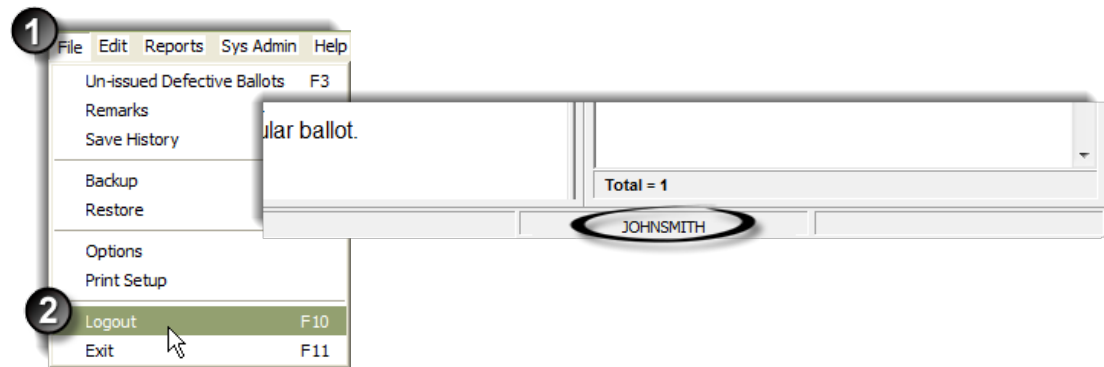 1
File Edit Reports Sys Admin Help
Un-issued Defective Ballots F3
Remarks
Save History
Backup
Restore
Options
Print Setup
2
Logout F10
Exit F11
ular ballot.
Total = 1
JOHNSMITH